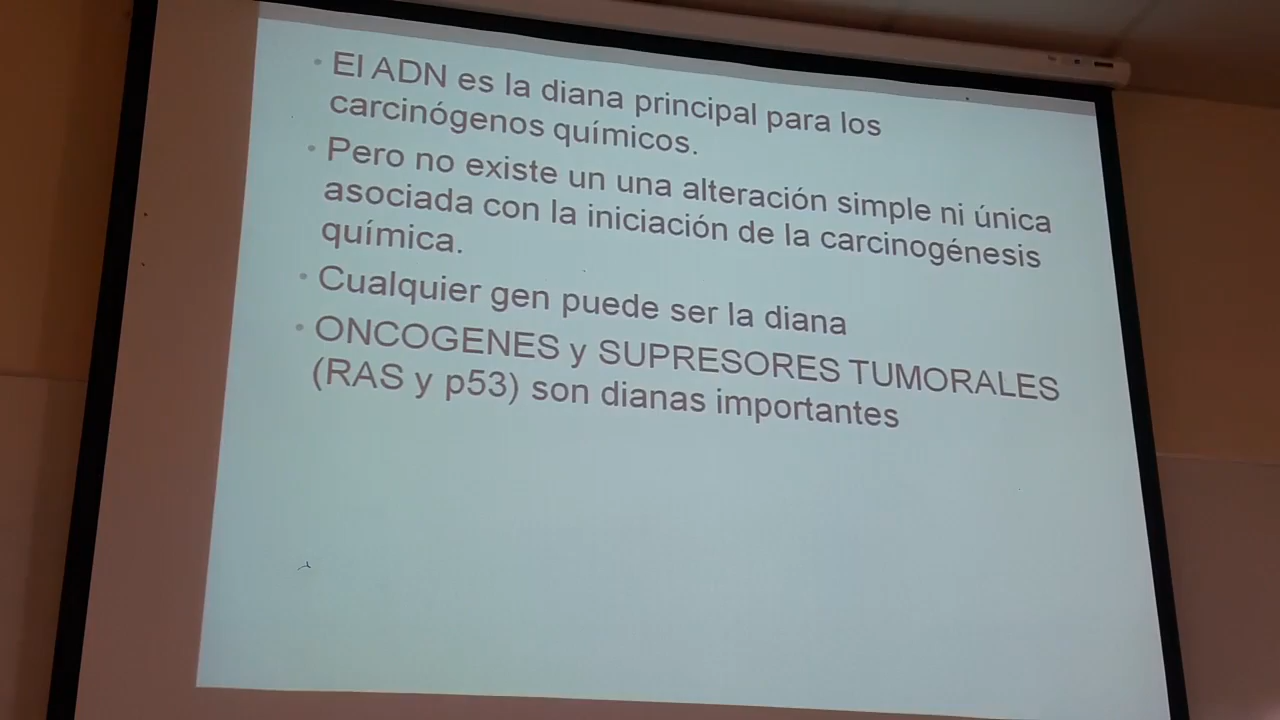 • El ADN es la diana principal para los
carcinógenos químicos.
• Pero no existe un una alteración simple ni única
asociada con la iniciación de la carcinogénesis
química.
• Cualquier gen puede ser la diana
• ONCOGENES y SUPRESORES TUMORALES
(RAS y p53) son dianas importantes